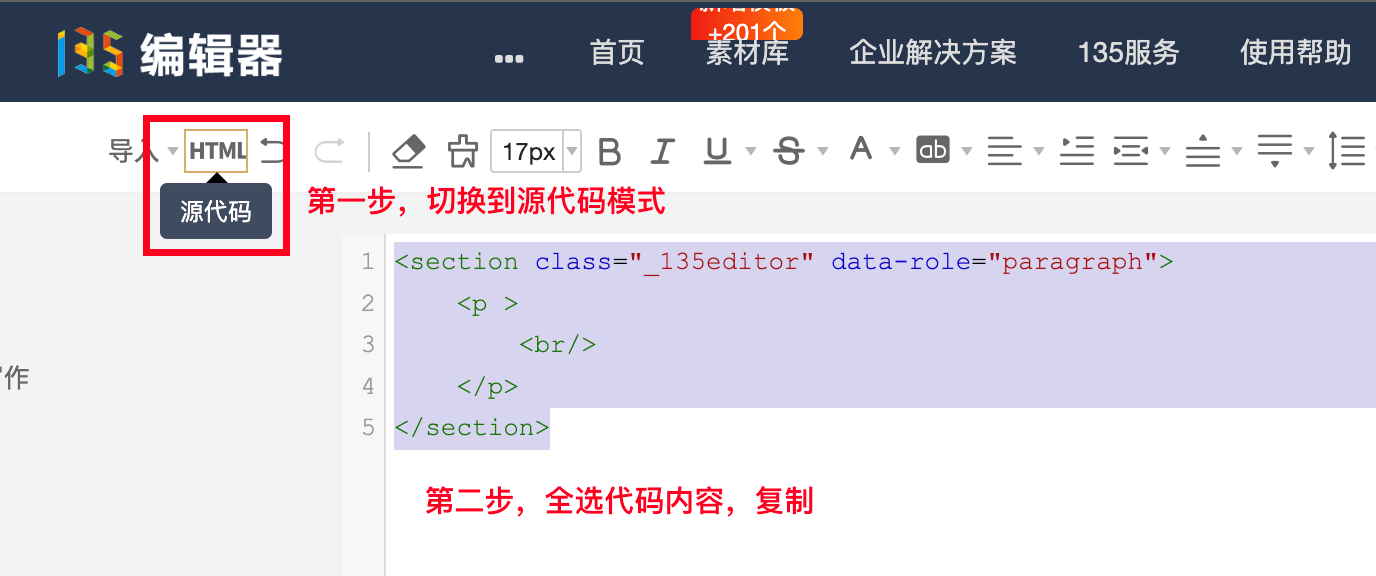 135 编辑器
+201个
... 首页 素材库 企业解决方案 135服务 使用帮助
导入 HTML 17px B I U S A ab
源代码
第一步，切换到源代码模式
1 <section class="_135editor" data-role="paragraph">
2 <p >
3 <br/>
4 </p>
5 </section>
作
第二步，全选代码内容，复制